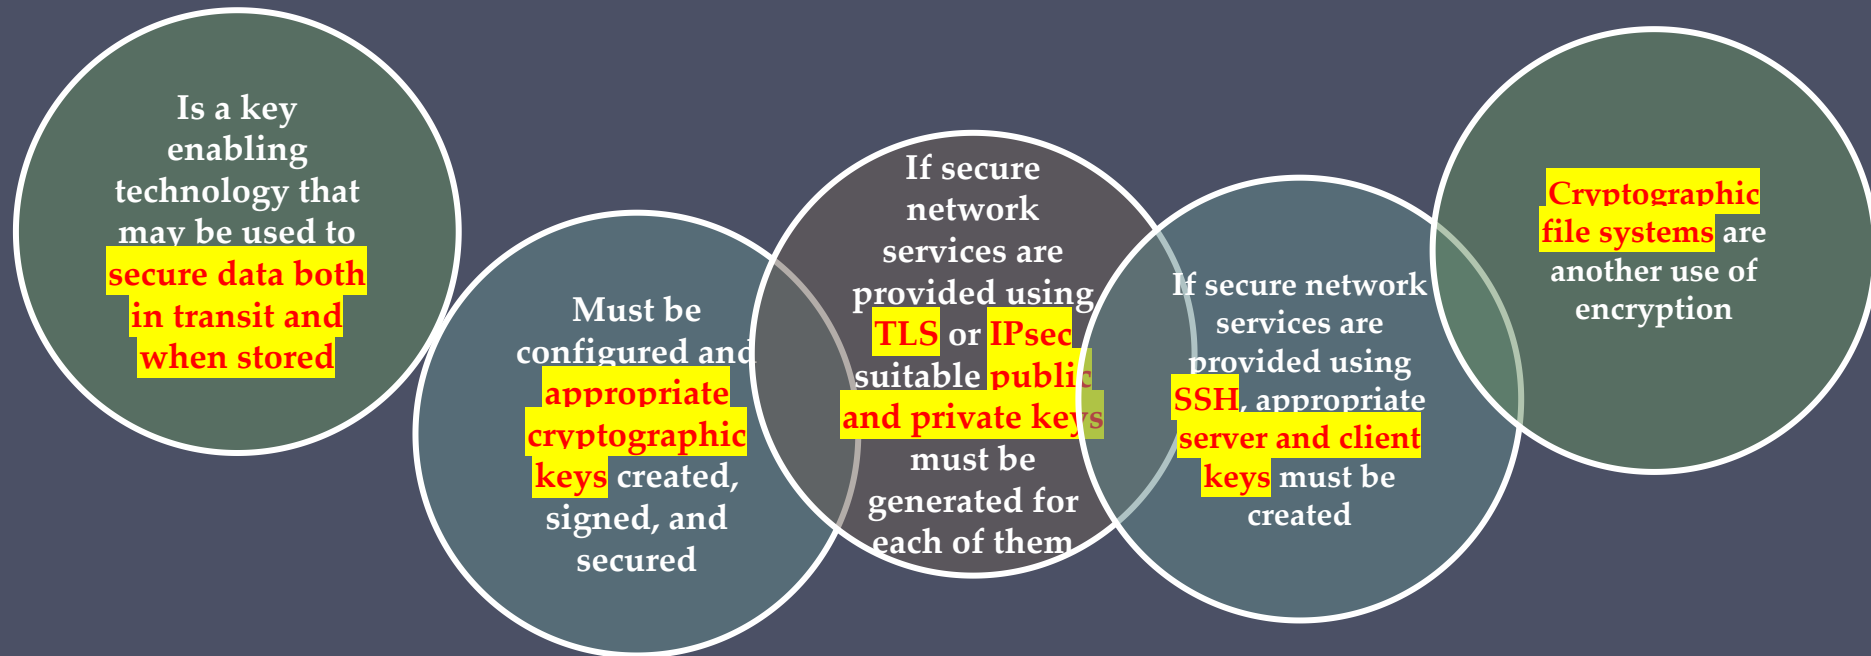 Is a key
enabling
technology that
may be used to
secure data both
in transit and
when stored
Must be
configured and
appropriate
cryptographic
keys created,
signed, and
secured
If secure
network
services are
provided using
TLS or IPsec
suitable public
and private keys
must be
generated for
each of them
If secure network
services are
provided using
SSH, appropriate
server and client
keys must be
created
Cryptographic
file systems are
another use of
encryption